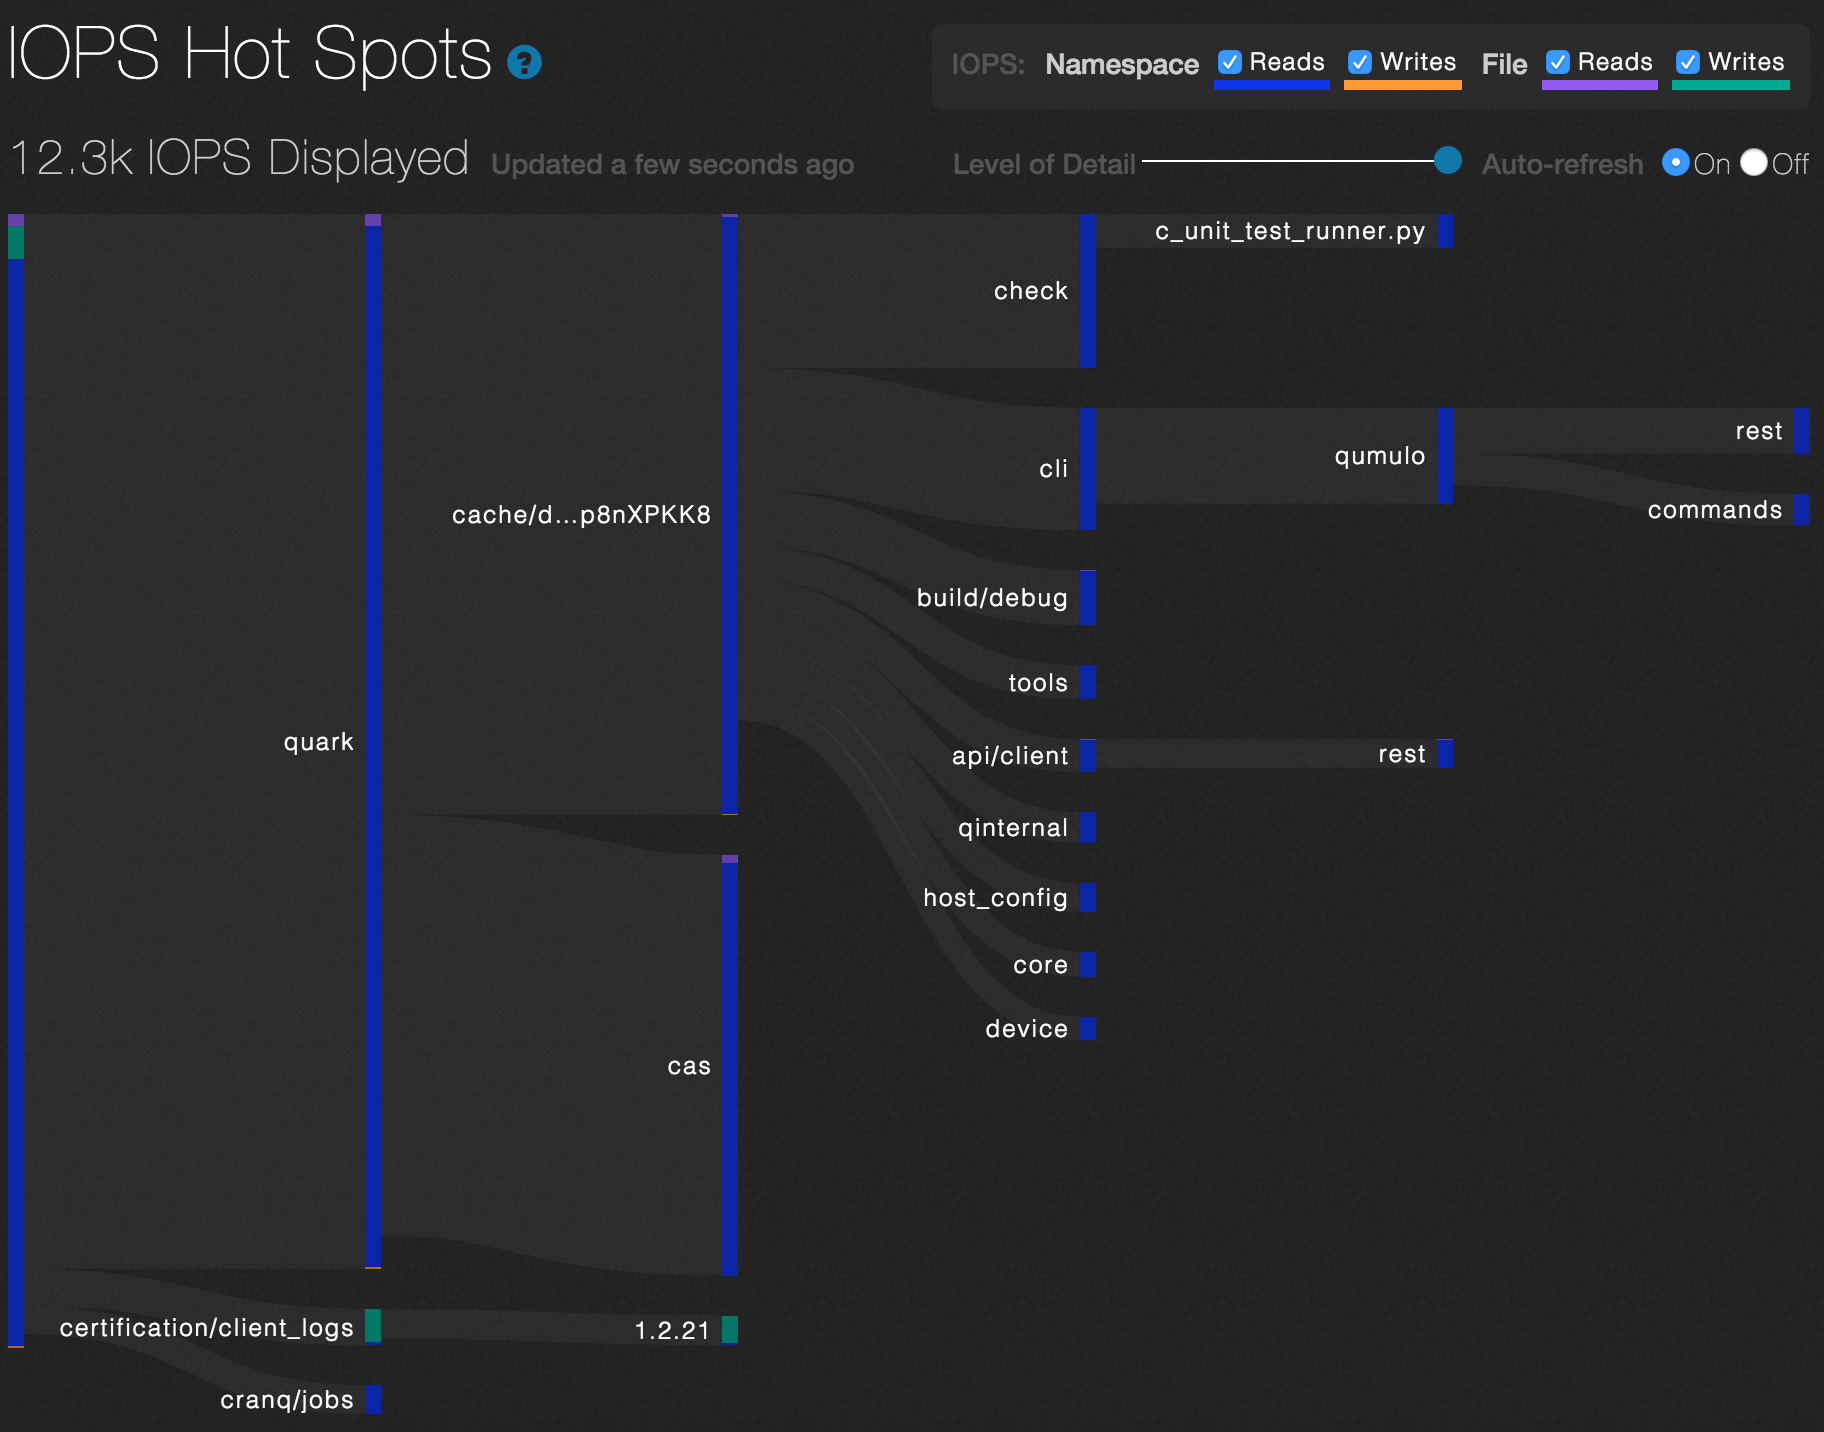 IOPS Hot Spots ?
IOPS: Namespace Reads Writes File Reads Writes
12.3k IOPS Displayed Updated a few seconds ago Level of Detail Auto-refresh On Off
c_unit_test_runner.py
check
rest
qumulo
cli
commands
cache/d...p8nXPKK8
build/debug
tools
quark
api/client
rest
qinternal
host_config
core
device
cas
certification/client_logs
1.2.21
cranq/jobs